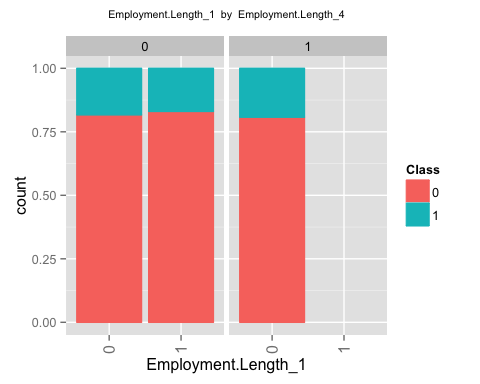 Employment.Length_1 by Employment.Length_4
0 1
1.00
0.75
0.50
0.25
0.00
count
0 1 0 1
Employment.Length_1
Class
0
1